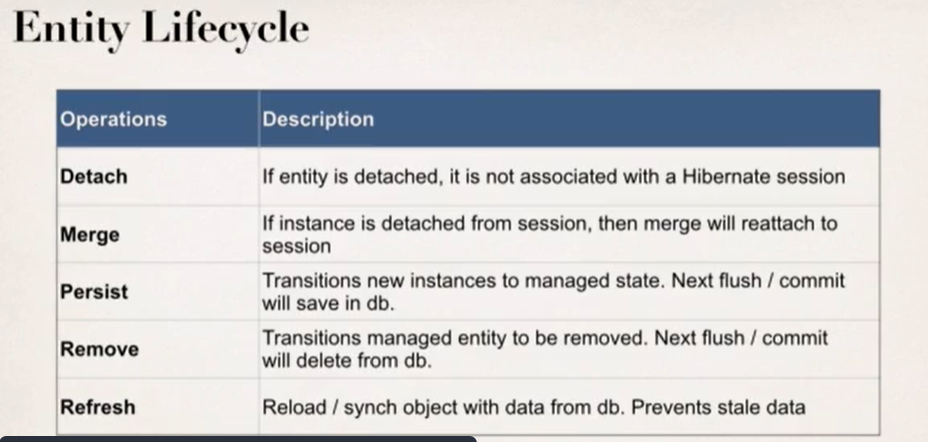 Entity Lifecycle
Operations
Description
Detach
If entity is detached, it is not associated with a Hibernate session
Merge
If instance is detached from session, then merge will reattach to
session
Persist
Transitions new instances to managed state. Next flush / commit
will save in db.
Remove
Transitions managed entity to be removed. Next flush / commit
will delete from db.
Refresh
Reload / synch object with data from db. Prevents stale data